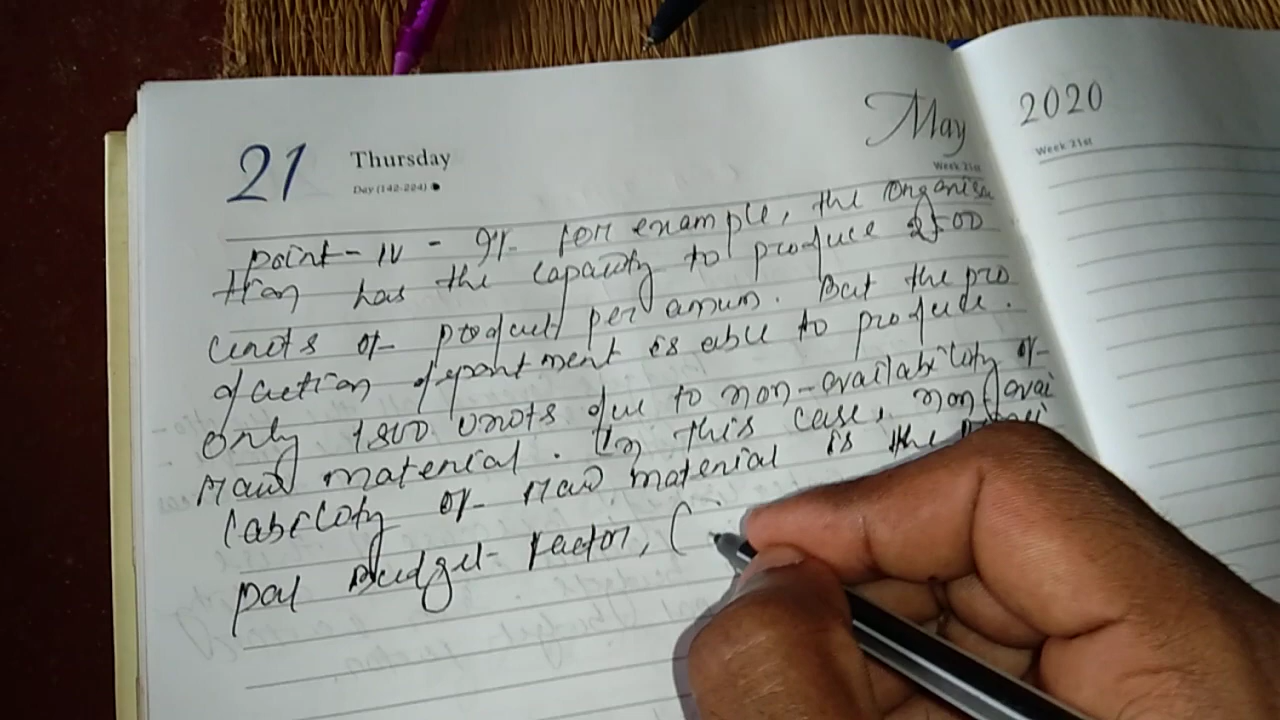 May 2020
21 Thursday
Week 21st Week 21st
Day (142-224)
Point-IV - If for example, the Organisa
tion has the capacity to produce 2500
units of product per annum. But the pro
duction department is able to produce.
only 1800 units due to non-availability of
Raw material. In this case, non avai
lability of raw material is the
pal Budget factor, (